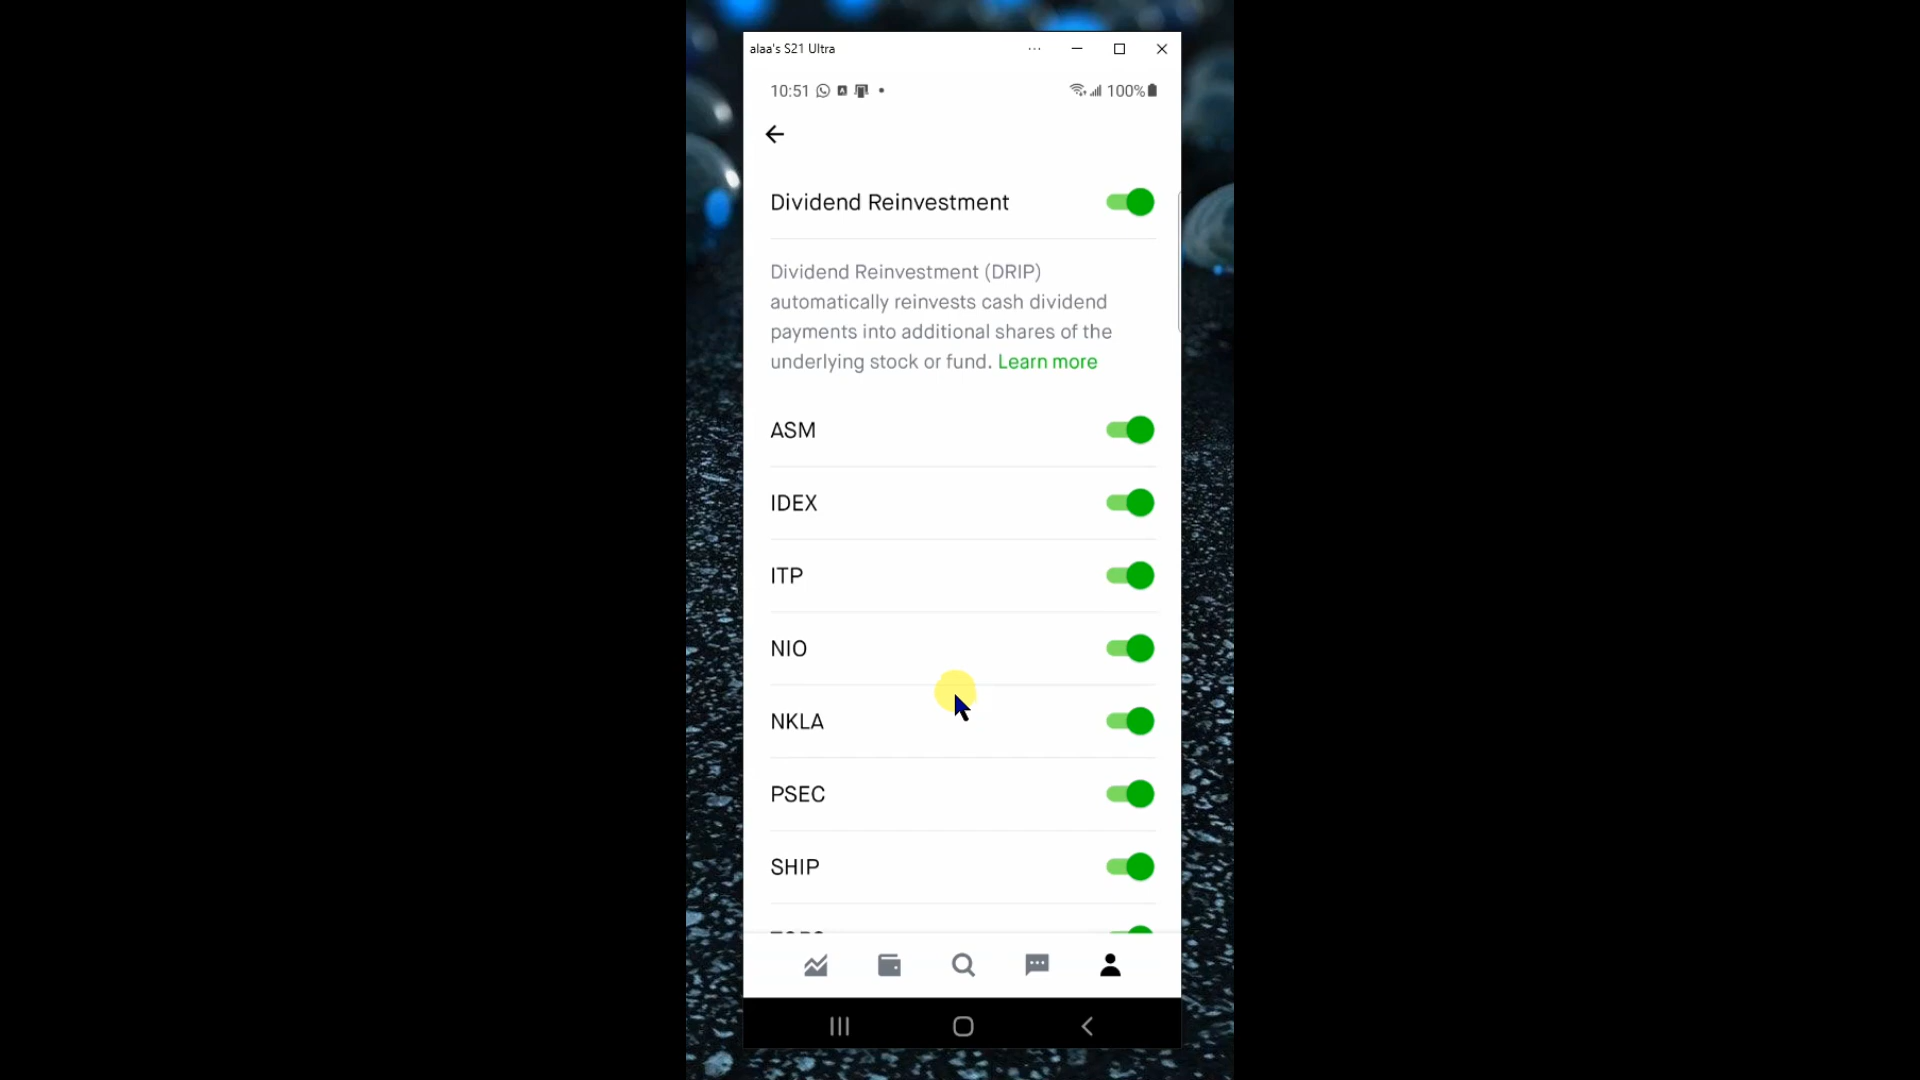 alaa's S21 Ultra
10:51
100%
Dividend Reinvestment
Dividend Reinvestment (DRIP)
automatically reinvests cash dividend
payments into additional shares of the
underlying stock or fund. Learn more
ASM
IDEX
ITP
NIO
NKLA
PSEC
SHIP